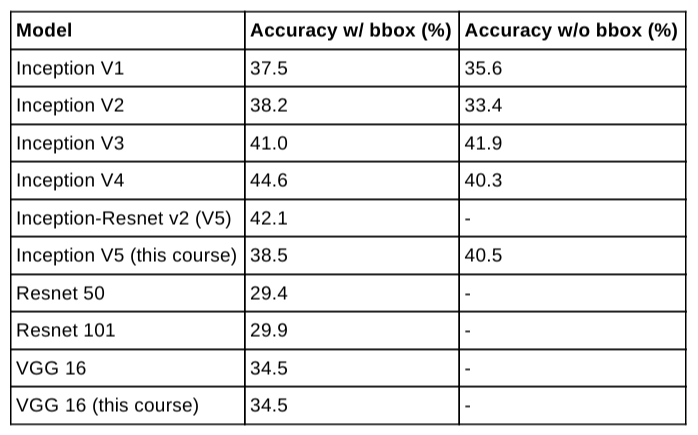 Model Accuracy w/ bbox (%) Accuracy w/o bbox (%)
Inception V1 37.5 35.6
Inception V2 38.2 33.4
Inception V3 41.0 41.9
Inception V4 44.6 40.3
Inception-Resnet v2 (V5) 42.1 -
Inception V5 (this course) 38.5 40.5
Resnet 50 29.4 -
Resnet 101 29.9 -
VGG 16 34.5 -
VGG 16 (this course) 34.5 -